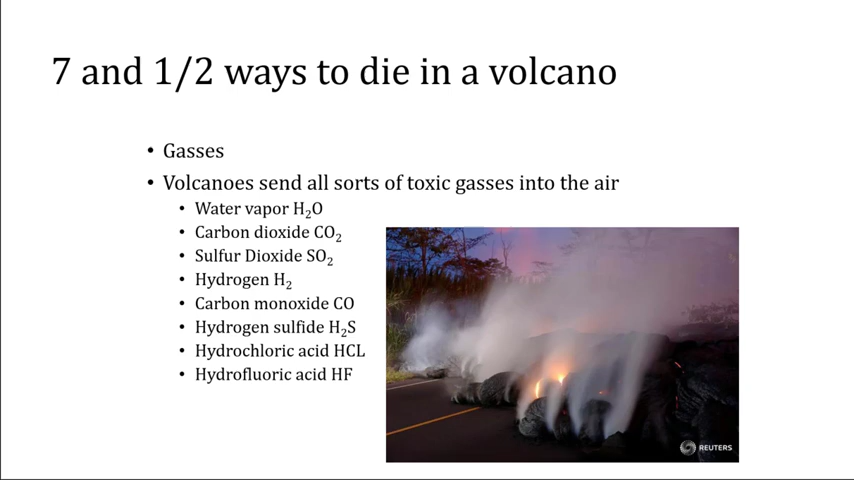 7 and 1/2 ways to die in a volcano
• Gasses
• Volcanoes send all sorts of toxic gasses into the air
• Water vapor H₂O
• Carbon dioxide CO₂
• Sulfur Dioxide SO₂
• Hydrogen H₂
• Carbon monoxide CO
• Hydrogen sulfide H₂S
• Hydrochloric acid HCL
• Hydrofluoric acid HF
REUTERS